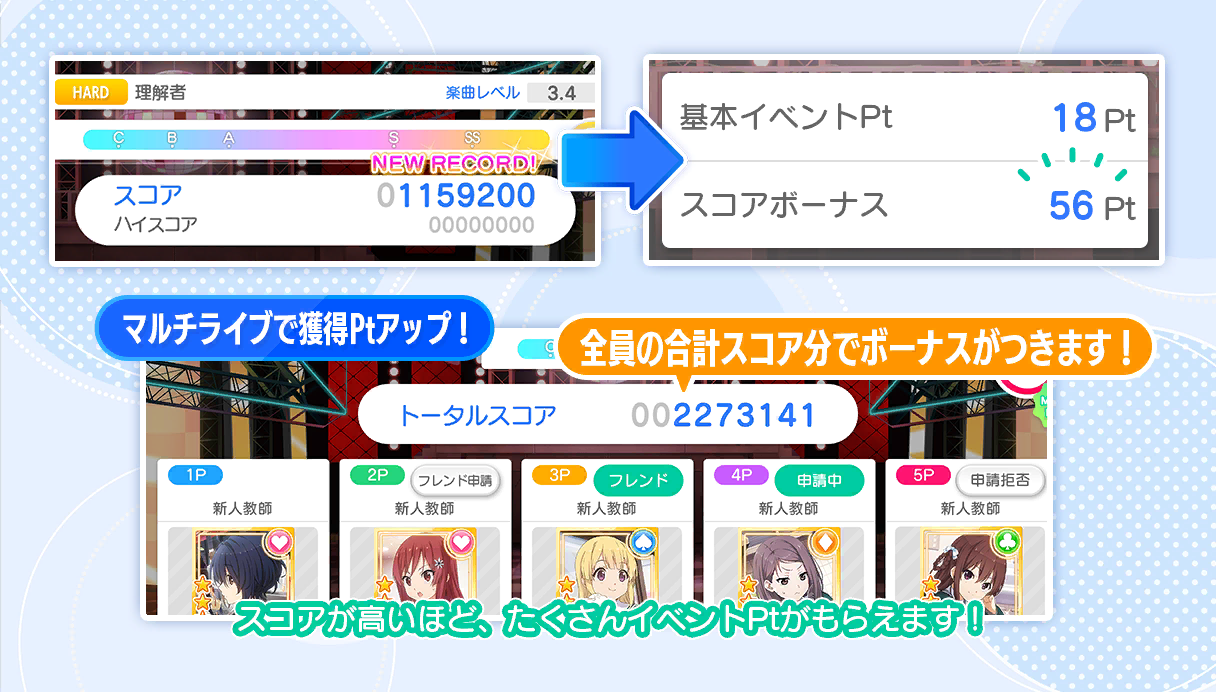 HARD 理解者 楽曲レベル 3.4
C B A S SS
NEW RECORD!
スコア 01159200
ハイスコア 00000000
基本イベントPt 18 Pt
スコアボーナス 56 Pt
マルチライブで獲得Ptアップ！
全員の合計スコア分でボーナスがつきます！
トータルスコア 002273141
1P 2P フレンド申請 3P フレンド 4P 申請中 5P 申請拒否
新人教師 新人教師 新人教師 新人教師 新人教師
スコアが高いほど、たくさんイベントPtがもらえます！